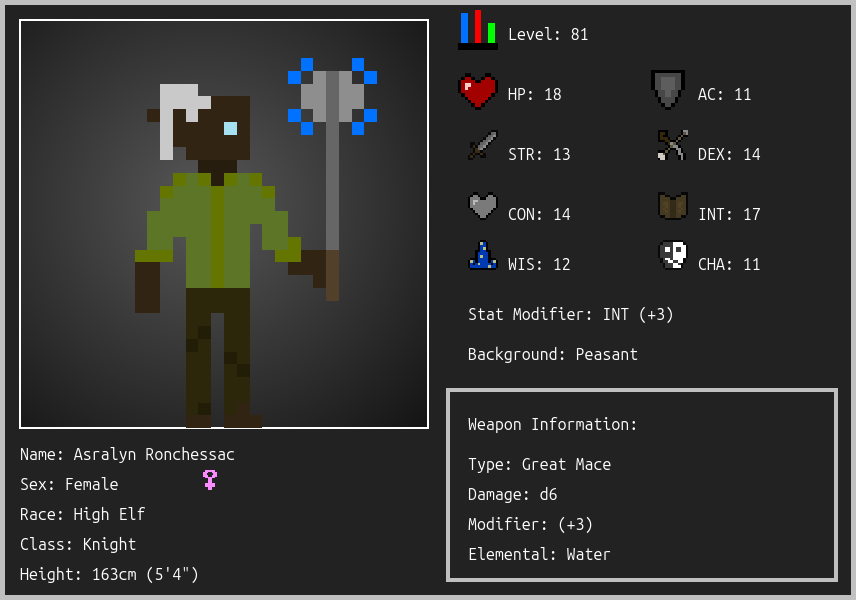 Level: 81
HP: 18
AC: 11
STR: 13
DEX: 14
CON: 14
INT: 17
WIS: 12
CHA: 11
Stat Modifier: INT (+3)
Background: Peasant
Weapon Information:
Type: Great Mace
Damage: d6
Modifier: (+3)
Elemental: Water
Name: Asralyn Ronchessac
Sex: Female
Race: High Elf
Class: Knight
Height: 163cm (5'4")